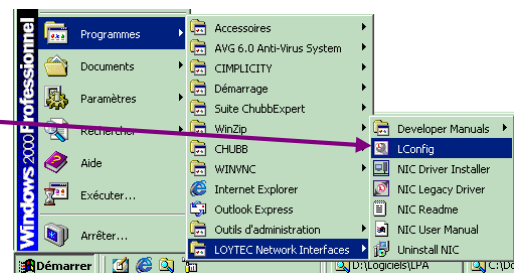 Windows 2000 Professionnel
Programmes
Documents
Paramètres
Rechercher
Aide
Exécuter...
Arrêter...
Accessoires
AVG 6.0 Anti-Virus System
CIMPLICITY
Démarrage
Suite ChubbExpert
WinZip
CHUBB
WINVNC
Internet Explorer
Outlook Express
Outils d'administration
LOYTEC Network Interfaces
Developer Manuals
LConfig
NIC Driver Installer
NIC Legacy Driver
NIC Readme
NIC User Manual
Uninstall NIC
Démarrer
D:\Logiciels\LPA
C:\Do